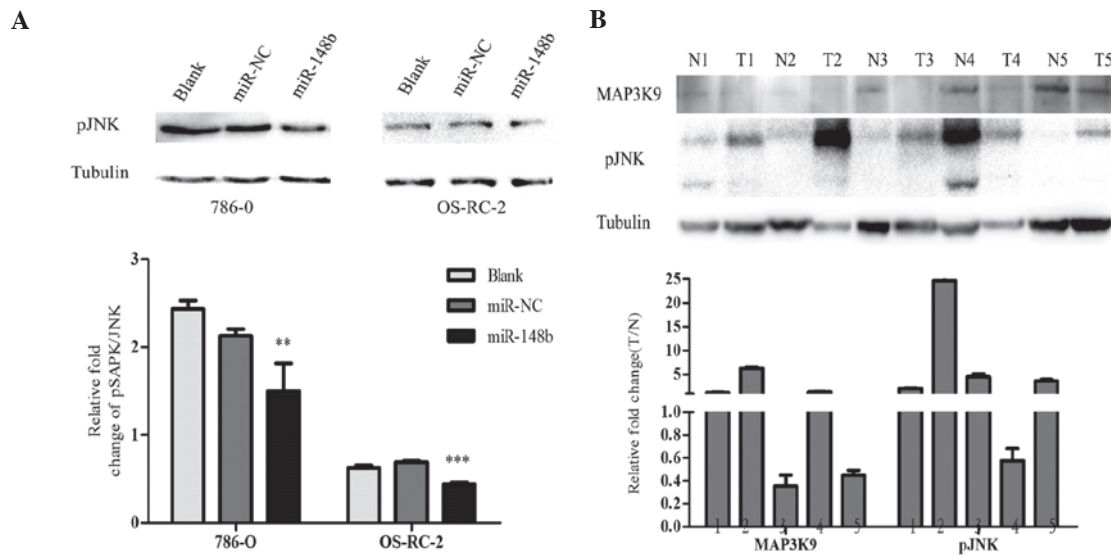 A
Blank miR-NC miR-148b Blank miR-NC miR-148b
pJNK
Tubulin
786-0 OS-RC-2
Relative fold
change of pSAPK/JNK
3
2
1
0
Blank
miR-NC
miR-148b
**
***
786-O OS-RC-2
B
N1 T1 N2 T2 N3 T3 N4 T4 N5 T5
MAP3K9
pJNK
Tubulin
Relative fold change(T/N)
25
20
15
10
5
1.0
0.8
0.6
0.4
0.2
0.0
1 2 3 4 5 1 2 3 4 5
MAP3K9 pJNK